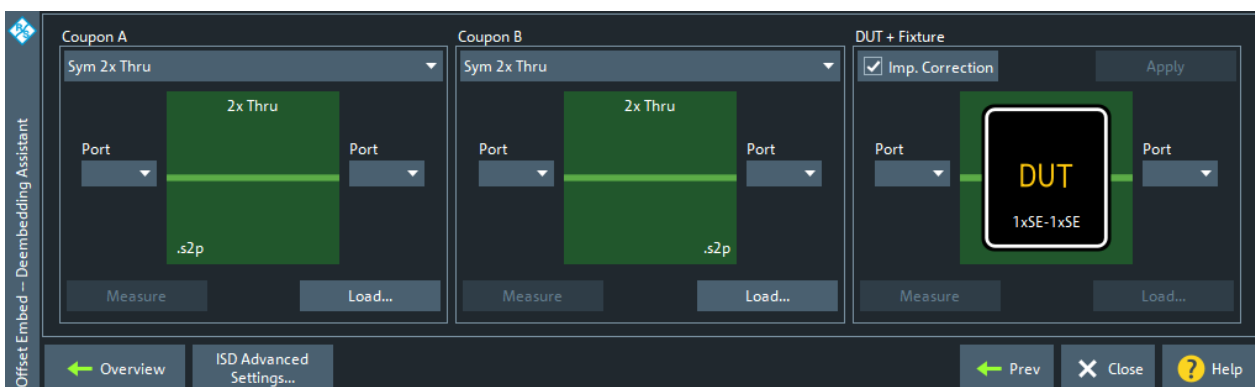 Offset Embed -- Deembedding Assistant
Coupon A
Sym 2x Thru
2x Thru
Port
Port
.s2p
Measure
Load...
Coupon B
Sym 2x Thru
2x Thru
Port
Port
.s2p
Measure
Load...
DUT + Fixture
Imp. Correction
Apply
Port
Port
DUT
1xSE-1xSE
Measure
Load...
Overview
ISD Advanced
Settings...
Prev
Close
? Help